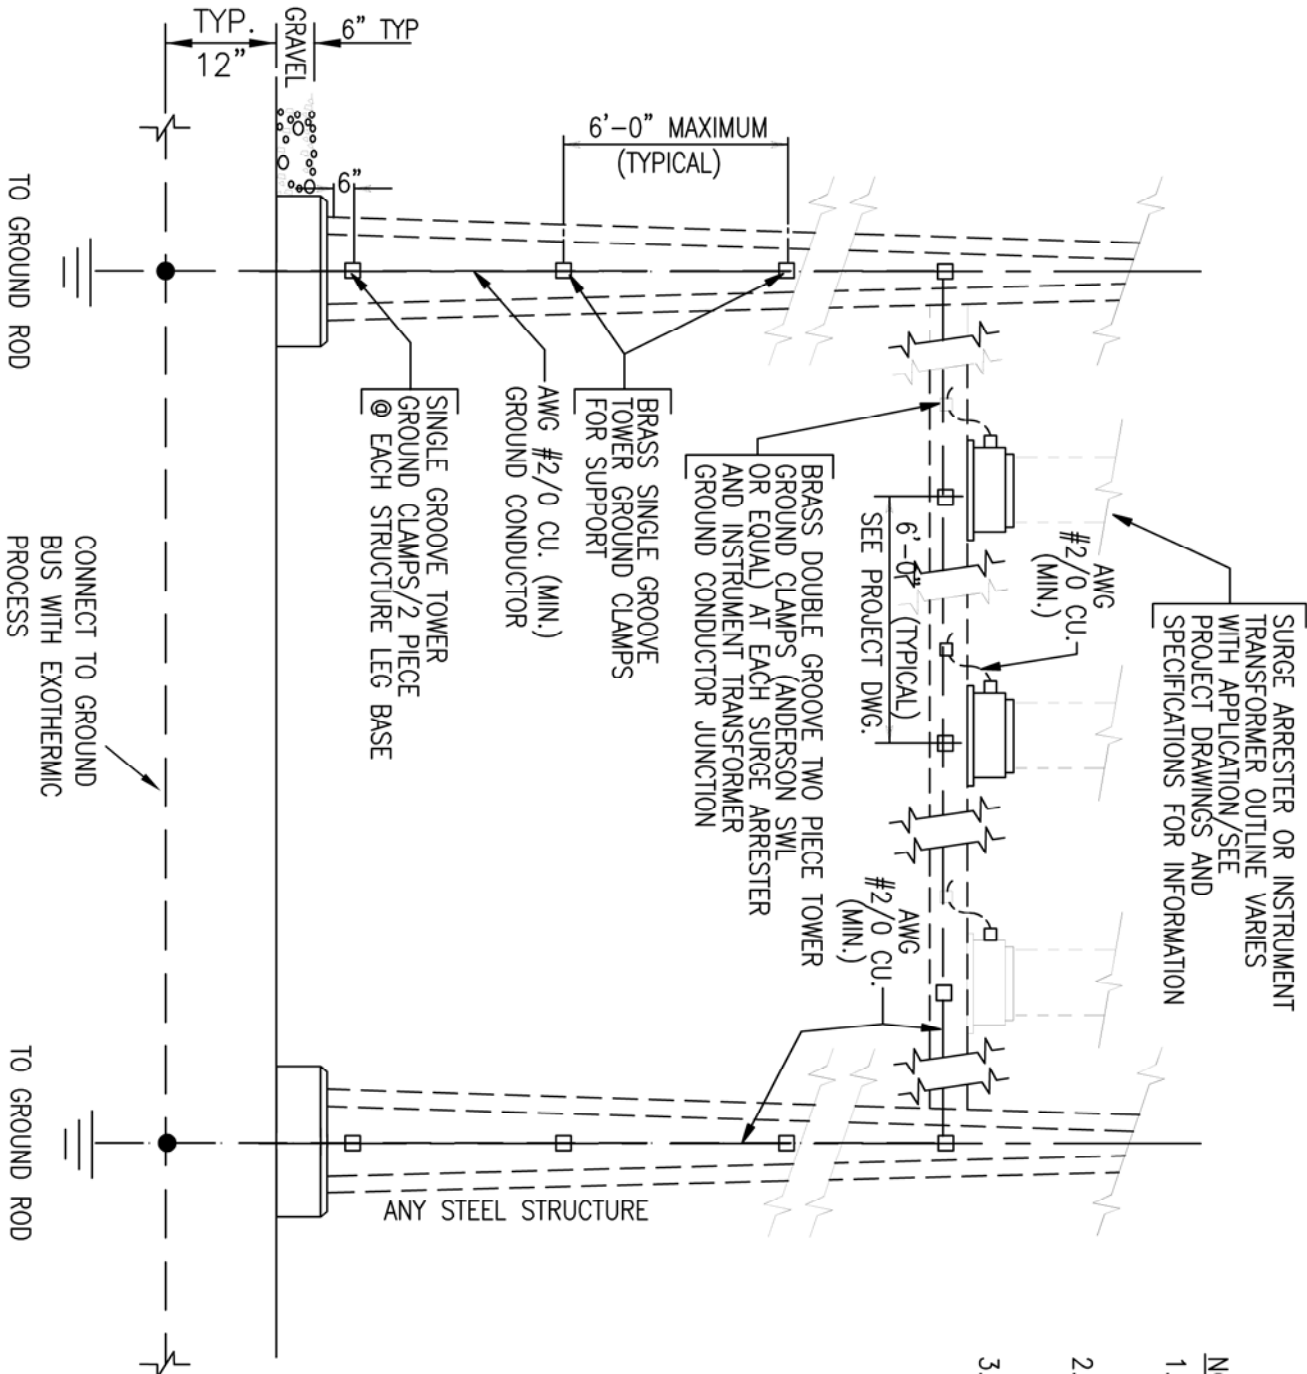 SURGE ARRESTER OR INSTRUMENT
TRANSFORMER OUTLINE VARIES
WITH APPLICATION/SEE
PROJECT DRAWINGS AND
SPECIFICATIONS FOR INFORMATION
AWG
#2/0 CU.
(MIN.)
6'-0" (TYPICAL)
SEE PROJECT DWG.
AWG
#2/0 CU.
(MIN.)
BRASS DOUBLE GROOVE TWO PIECE TOWER
GROUND CLAMPS (ANDERSON SWL
OR EQUAL) AT EACH SURGE ARRESTER
AND INSTRUMENT TRANSFORMER
GROUND CONDUCTOR JUNCTION
6'-0" MAXIMUM
(TYPICAL)
BRASS SINGLE GROOVE
TOWER GROUND CLAMPS
FOR SUPPORT
AWG #2/0 CU. (MIN.)
GROUND CONDUCTOR
SINGLE GROOVE TOWER
GROUND CLAMPS/2 PIECE
@ EACH STRUCTURE LEG BASE
ANY STEEL STRUCTURE
6"
6" TYP
GRAVEL
TYP.
12"
CONNECT TO GROUND
BUS WITH EXOTHERMIC
PROCESS
TO GROUND ROD
TO GROUND ROD
1.
2.
3.